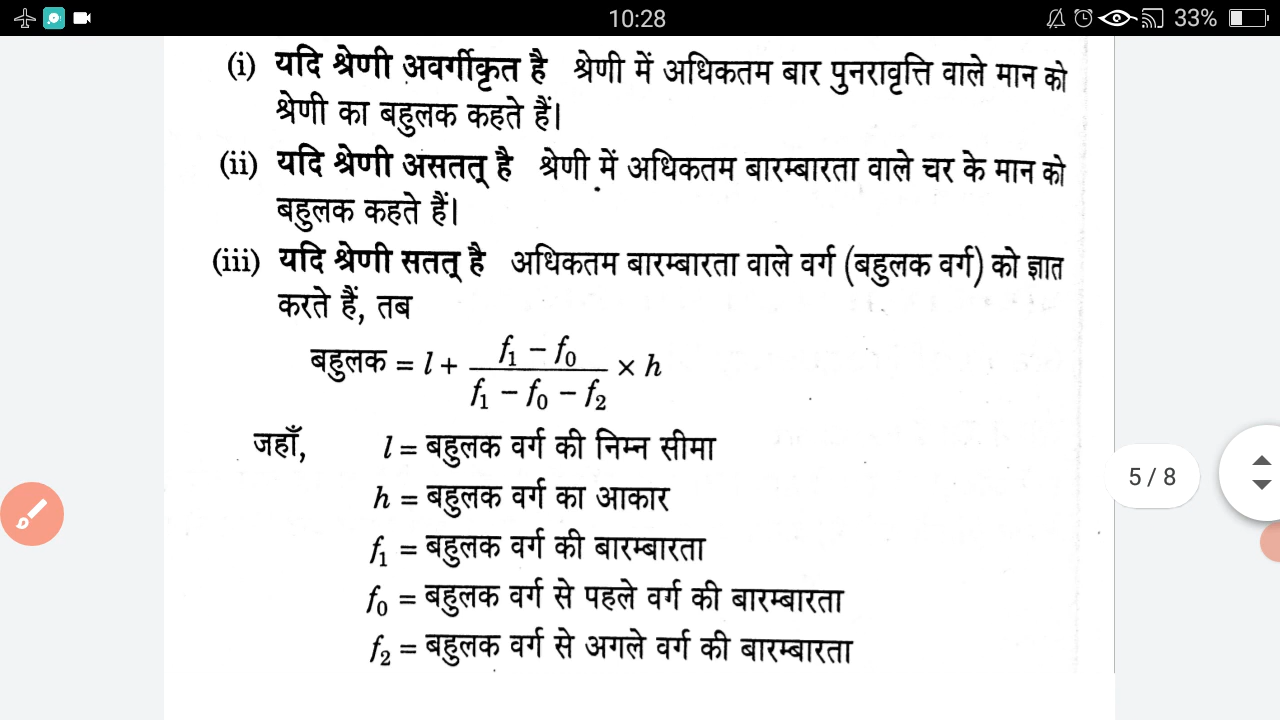 10:28
33%
(i) यदि श्रेणी अवर्गीकृत है श्रेणी में अधिकतम बार पुनरावृत्ति वाले मान को
श्रेणी का बहुलक कहते हैं।
(ii) यदि श्रेणी असतत् है श्रेणी में अधिकतम बारम्बारता वाले चर के मान को
बहुलक कहते हैं।
(iii) यदि श्रेणी सतत् है अधिकतम बारम्बारता वाले वर्ग (बहुलक वर्ग) को ज्ञात
करते हैं, तब
बहुलक = l + (f₁ − f₀) / (f₁ − f₀ − f₂) × h
जहाँ, l = बहुलक वर्ग की निम्न सीमा
h = बहुलक वर्ग का आकार
f₁ = बहुलक वर्ग की बारम्बारता
5 / 8
f₀ = बहुलक वर्ग से पहले वर्ग की बारम्बारता
f₂ = बहुलक वर्ग से अगले वर्ग की बारम्बारता